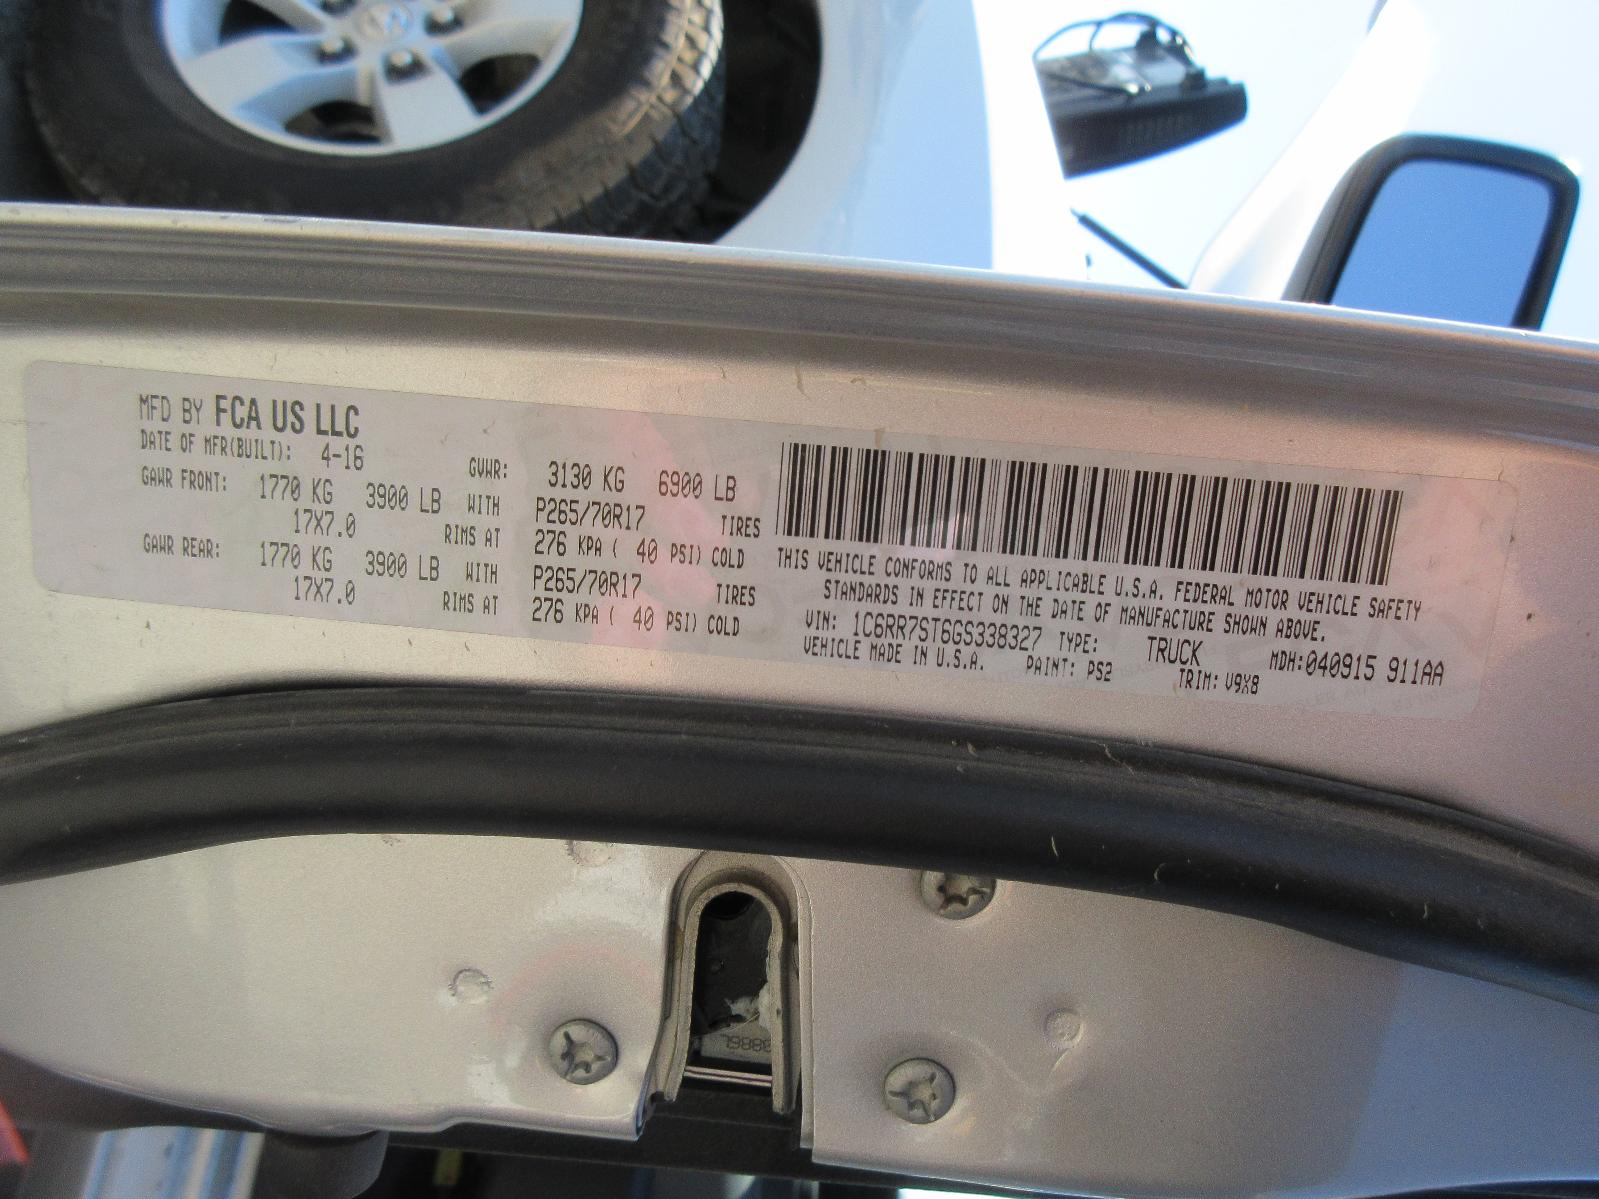 MFD BY FCA US LLC
DATE OF MFR(BUILT): 4-16 GVWR: 3130 KG 6900 LB
GAWR FRONT: 1770 KG 3900 LB WITH P265/70R17 TIRES
17X7.0 RIMS AT 276 KPA ( 40 PSI) COLD
GAWR REAR: 1770 KG 3900 LB WITH P265/70R17 TIRES
17X7.0 RIMS AT 276 KPA ( 40 PSI) COLD
THIS VEHICLE CONFORMS TO ALL APPLICABLE U.S.A. FEDERAL MOTOR VEHICLE SAFETY
STANDARDS IN EFFECT ON THE DATE OF MANUFACTURE SHOWN ABOVE.
VIN: 1C6RR7ST6GS338327 TYPE: TRUCK MDH:040915 911AA
VEHICLE MADE IN U.S.A. PAINT: PS2 TRIM: V9X8